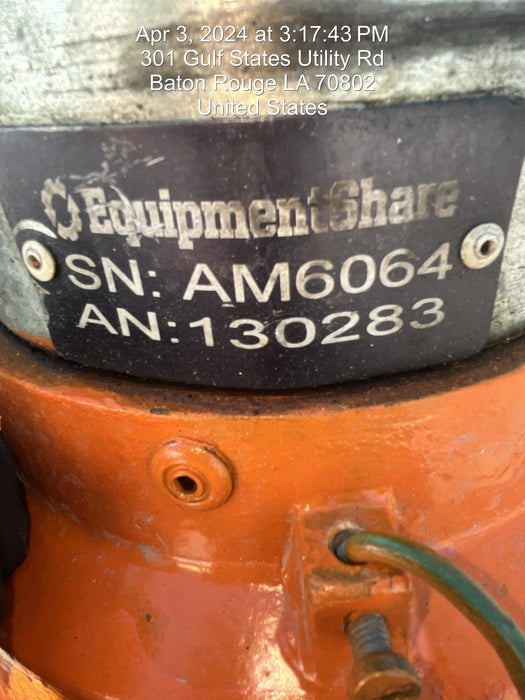 Apr 3, 2024 at 3:17:43 PM
301 Gulf States Utility Rd
Baton Rouge LA 70802
United States
EquipmentShare
SN: AM6064
AN:130283